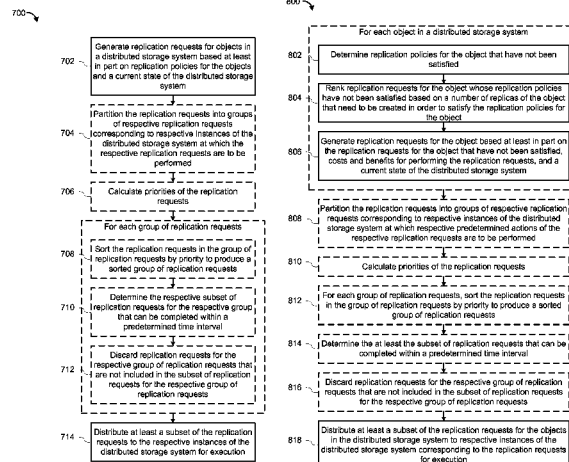 700
702
Generate replication requests for objects in
a distributed storage system based at least
in part on replication policies for the objects
and a current state of the distributed storage
system
704
Partition the replication requests into groups
of respective replication requests
corresponding to respective instances of the
distributed storage system at which the
respective replication requests are to be
performed
706
Calculate priorities of the replication
requests
For each group of replication requests
708
Sort the replication requests in the group of
replication requests by priority to produce a
sorted group of replication requests
710
Determine the respective subset of
replication requests for the respective group
that can be completed within a
predetermined time interval
712
Discard replication requests for the
respective group of replication requests that
are not included in the subset of replication
requests for the respective group of
replication requests
714
Distribute at least a subset of the replication
requests to the respective instances of the
distributed storage system for execution
800
For each object in a distributed storage system
802
Determine replication policies for the object that have not been
satisfied
804
Rank replication requests for the object whose replication policies
have not been satisfied based on a number of replicas of the object
that need to be created in order to satisfy the replication policies for
the object
806
Generate replication requests for the object based at least in part on
the replication requests for the object that have not been satisfied,
costs and benefits for performing the replication requests, and a
current state of the distributed storage system
808
Partition the replication requests into groups of respective replication
requests corresponding to respective instances of the distributed
storage system at which respective predetermined actions of the
respective replication requests are to be performed
810
Calculate priorities of the replication requests
812
For each group of replication requests, sort the replication requests
in the group of replication requests by priority to produce a sorted
group of replication requests
814
Determine the at least the subset of replication requests that can be
completed within a predetermined time interval
816
Discard replication requests for the respective group of replication
requests that are not included in the subset of replication requests
for the respective group of replication requests
818
Distribute at least a subset of the replication requests for the objects
in the distributed storage system to respective instances of the
distributed storage system corresponding to the replication requests
for execution